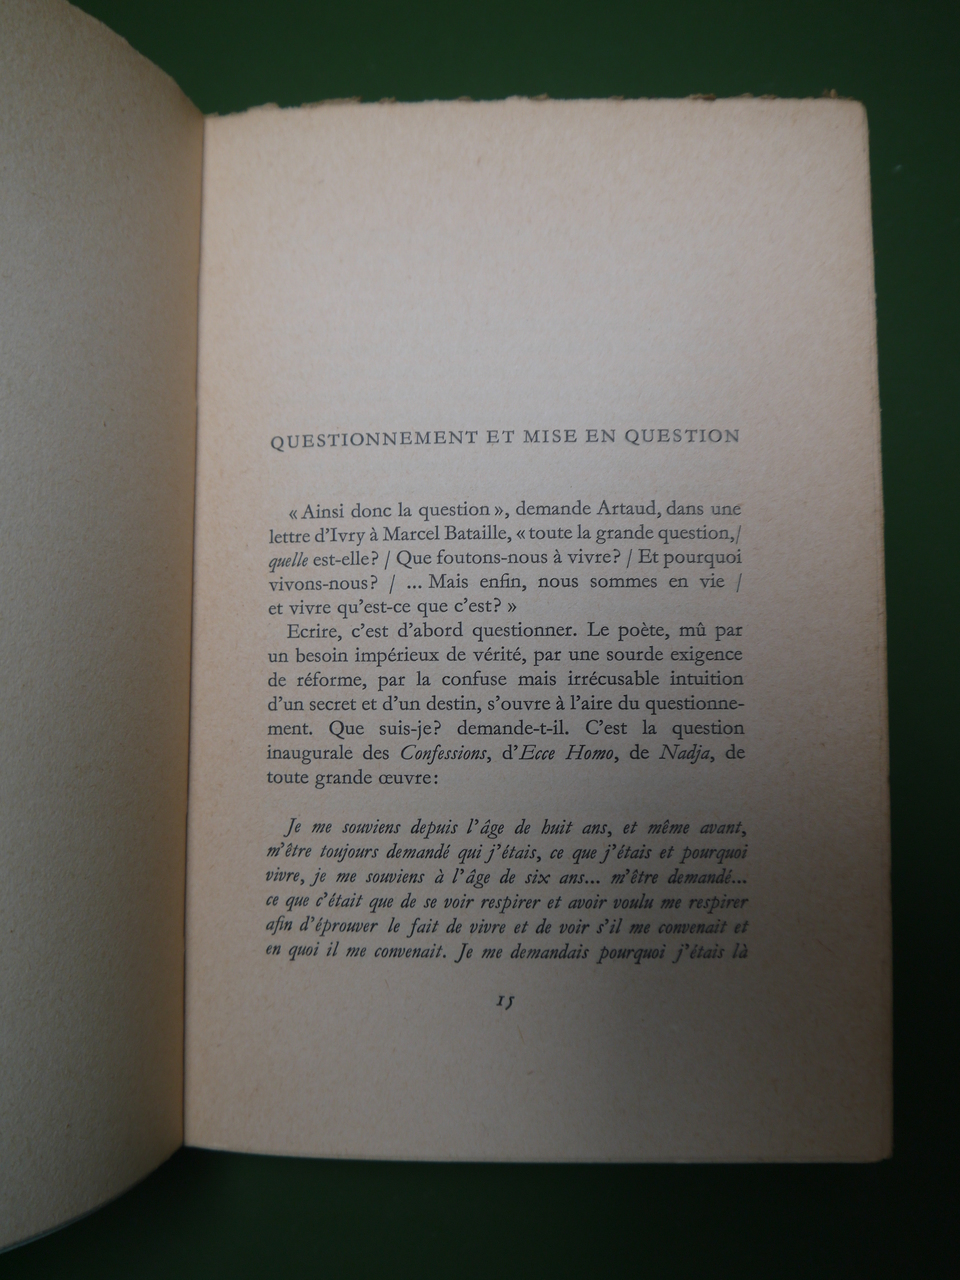 QUESTIONNEMENT ET MISE EN QUESTION
« Ainsi donc la question », demande Artaud, dans une
lettre d'Ivry à Marcel Bataille, « toute la grande question, /
quelle est-elle ? / Que foutons-nous à vivre ? / Et pourquoi
vivons-nous ? / ... Mais enfin, nous sommes en vie /
et vivre qu'est-ce que c'est ? »
Ecrire, c'est d'abord questionner. Le poète, mû par
un besoin impérieux de vérité, par une sourde exigence
de réforme, par la confuse mais irrécusable intuition
d'un secret et d'un destin, s'ouvre à l'aire du questionne-
ment. Que suis-je ? demande-t-il. C'est la question
inaugurale des Confessions, d'Ecce Homo, de Nadja, de
toute grande œuvre :
Je me souviens depuis l'âge de huit ans, et même avant,
m'être toujours demandé qui j'étais, ce que j'étais et pourquoi
vivre, je me souviens à l'âge de six ans... m'être demandé...
ce que c'était que de se voir respirer et avoir voulu me respirer
afin d'éprouver le fait de vivre et de voir s'il me convenait et
en quoi il me convenait. Je me demandais pourquoi j'étais là
15